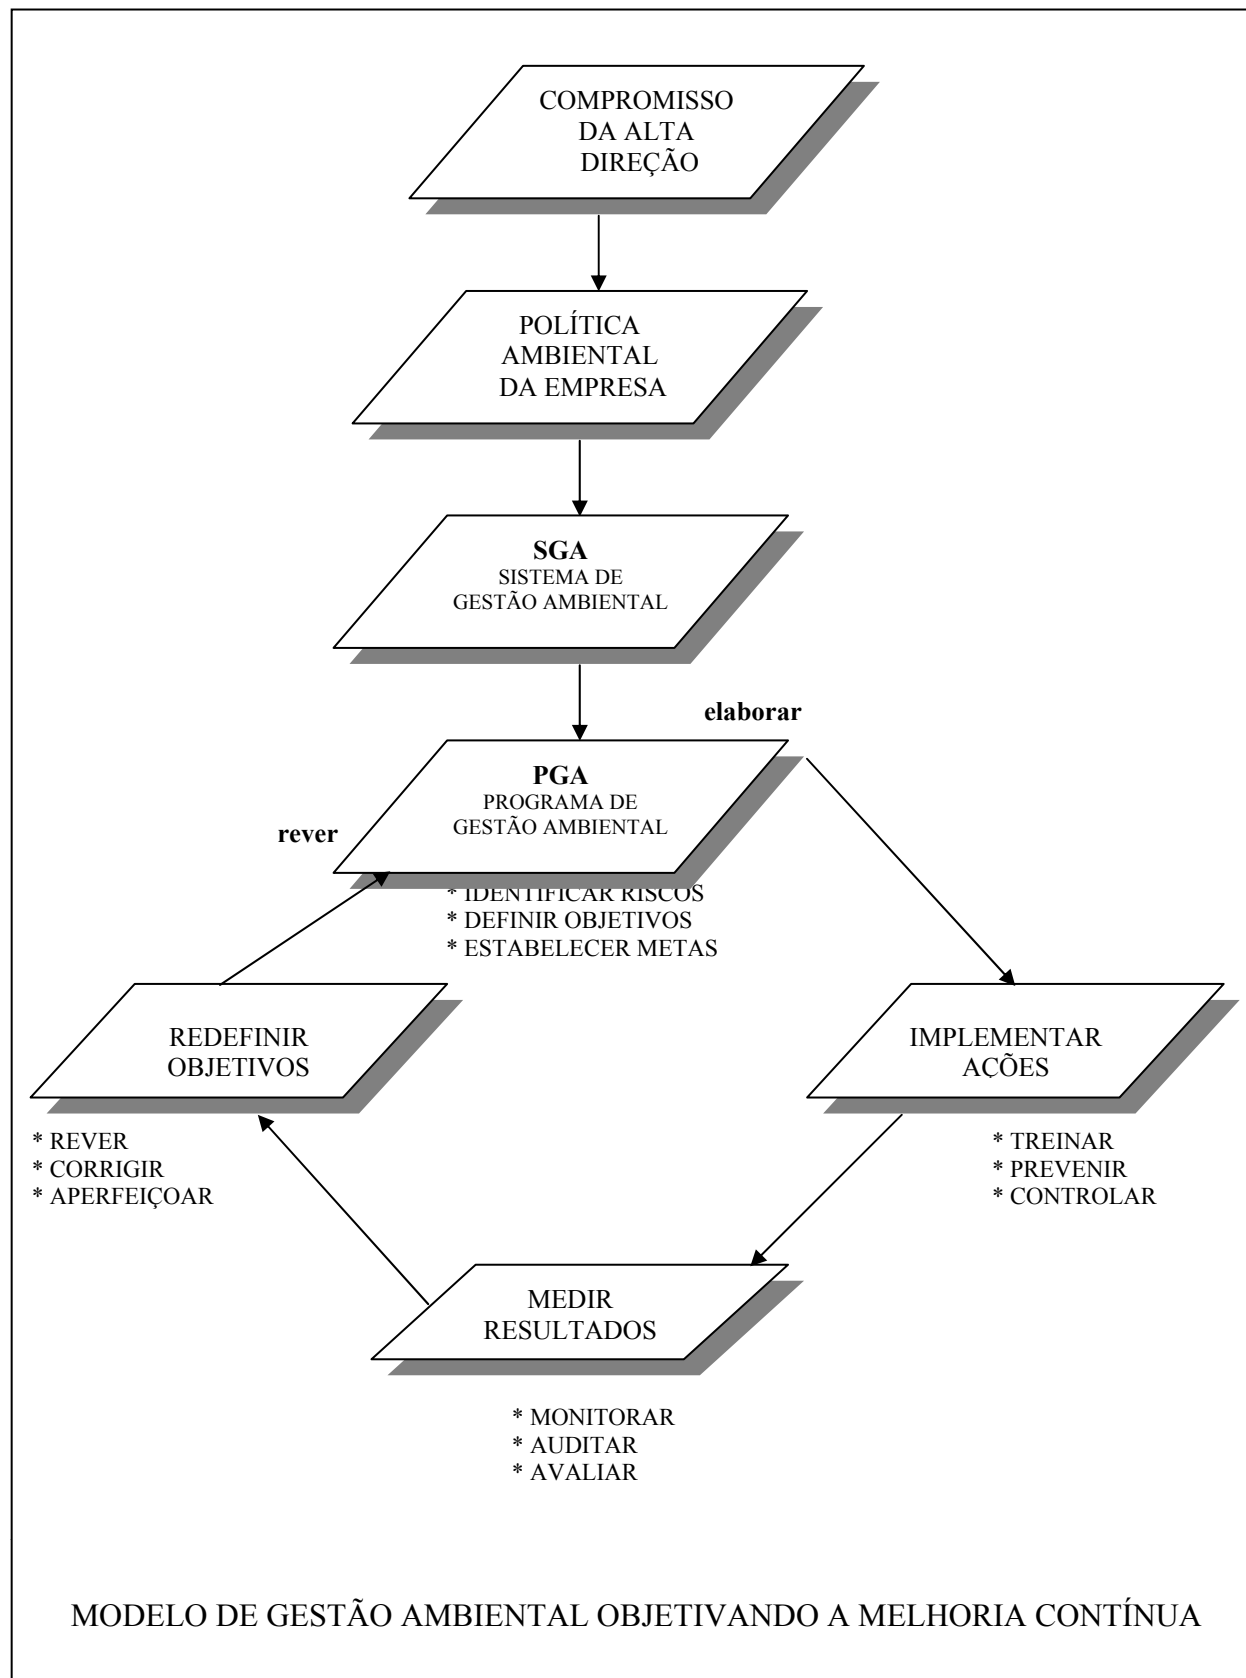 COMPROMISSO
DA ALTA
DIREÇÃO
POLÍTICA
AMBIENTAL
DA EMPRESA
SGA
SISTEMA DE
GESTÃO AMBIENTAL
elaborar
PGA
PROGRAMA DE
GESTÃO AMBIENTAL
rever
* IDENTIFICAR RISCOS
* DEFINIR OBJETIVOS
* ESTABELECER METAS
REDEFINIR
OBJETIVOS
IMPLEMENTAR
AÇÕES
* REVER
* CORRIGIR
* APERFEIÇOAR
* TREINAR
* PREVENIR
* CONTROLAR
MEDIR
RESULTADOS
* MONITORAR
* AUDITAR
* AVALIAR
MODELO DE GESTÃO AMBIENTAL OBJETIVANDO A MELHORIA CONTÍNUA